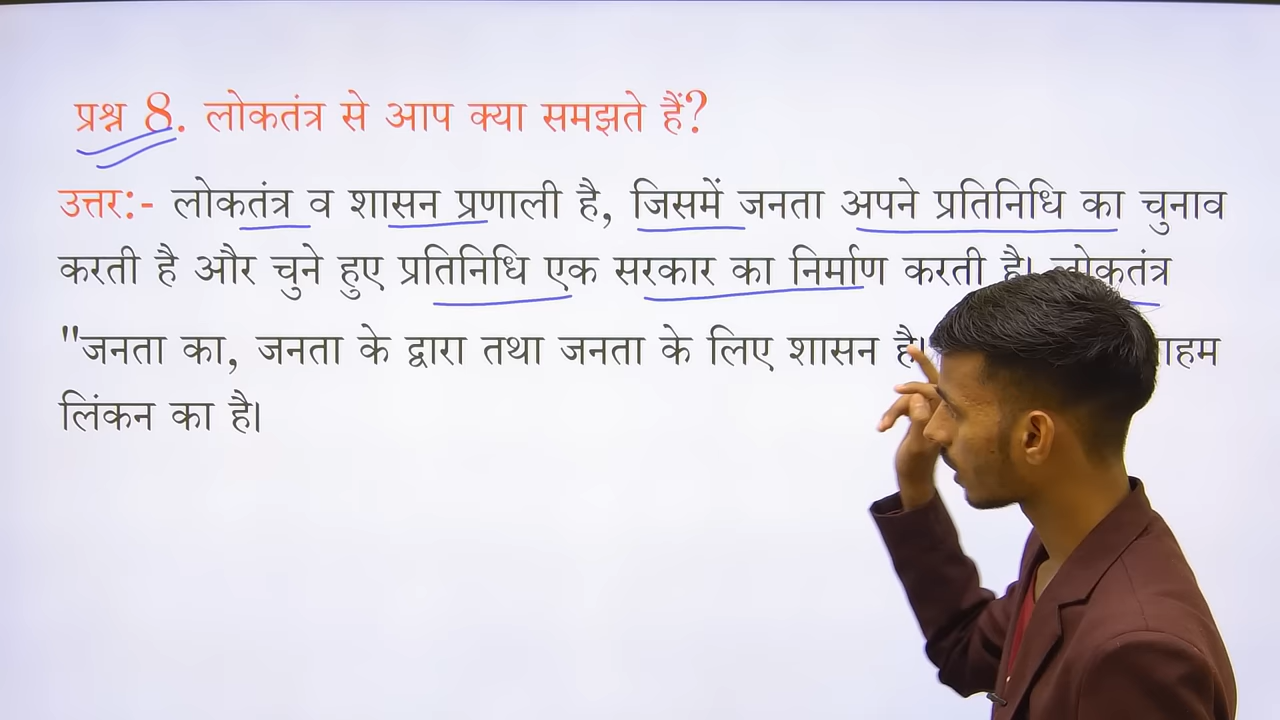 प्रश्न 8. लोकतंत्र से आप क्या समझते हैं?
उत्तर:- लोकतंत्र व शासन प्रणाली है, जिसमें जनता अपने प्रतिनिधि का चुनाव
करती है और चुने हुए प्रतिनिधि एक सरकार का निर्माण करती है। लोकतंत्र
"जनता का, जनता के द्वारा तथा जनता के लिए शासन है।
लिंकन का है।